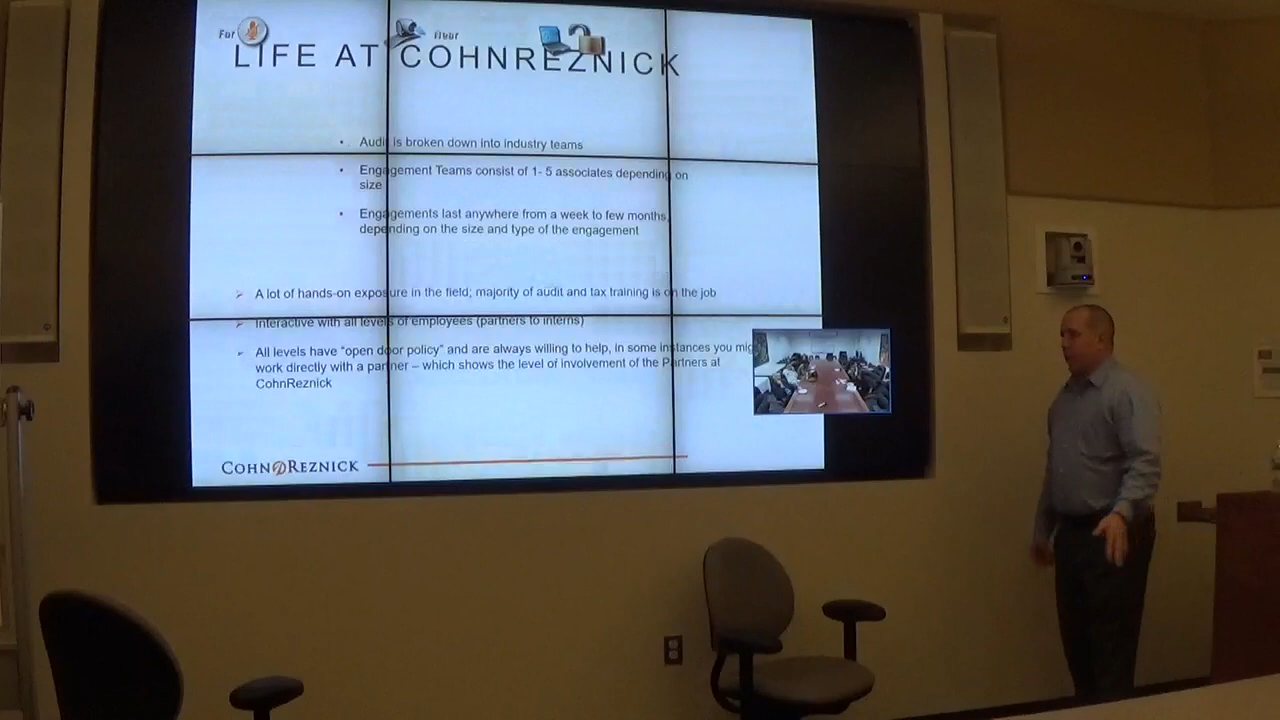 Far
Near
LIFE AT COHNREZNICK
• Audit is broken down into industry teams
• Engagement Teams consist of 1- 5 associates depending on
size
• Engagements last anywhere from a week to few months,
depending on the size and type of the engagement
➢ A lot of hands-on exposure in the field; majority of audit and tax training is on the job
➢ Interactive with all levels of employees (partners to interns)
➢ All levels have “open door policy” and are always willing to help, in some instances you
work directly with a partner – which shows the level of involvement of the Partners at
CohnReznick
COHN REZNICK